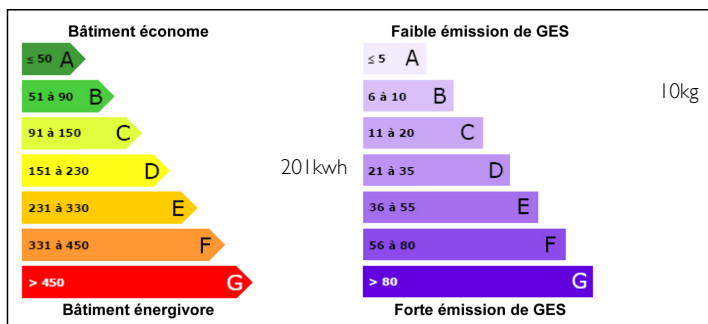 Bâtiment économe
≤ 50 A
51 à 90 B
91 à 150 C
151 à 230 D
201kwh
231 à 330 E
331 à 450 F
> 450 G
Bâtiment énergivore
Faible émission de GES
≤ 5 A
6 à 10 B
10kg
11 à 20 C
21 à 35 D
36 à 55 E
56 à 80 F
> 80 G
Forte émission de GES